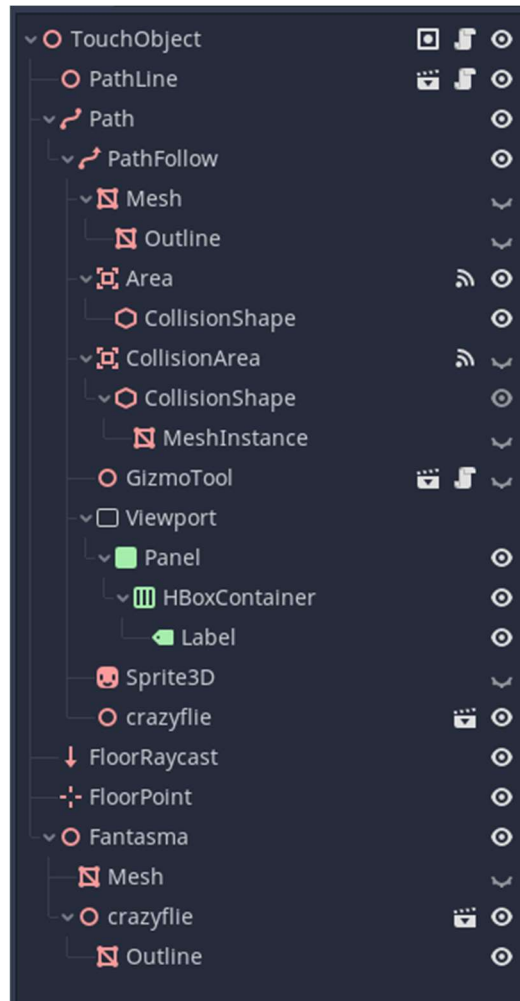 TouchObject
PathLine
Path
PathFollow
Mesh
Outline
Area
CollisionShape
CollisionArea
CollisionShape
MeshInstance
GizmoTool
Viewport
Panel
HBoxContainer
Label
Sprite3D
crazyflie
FloorRaycast
FloorPoint
Fantasma
Mesh
crazyflie
Outline